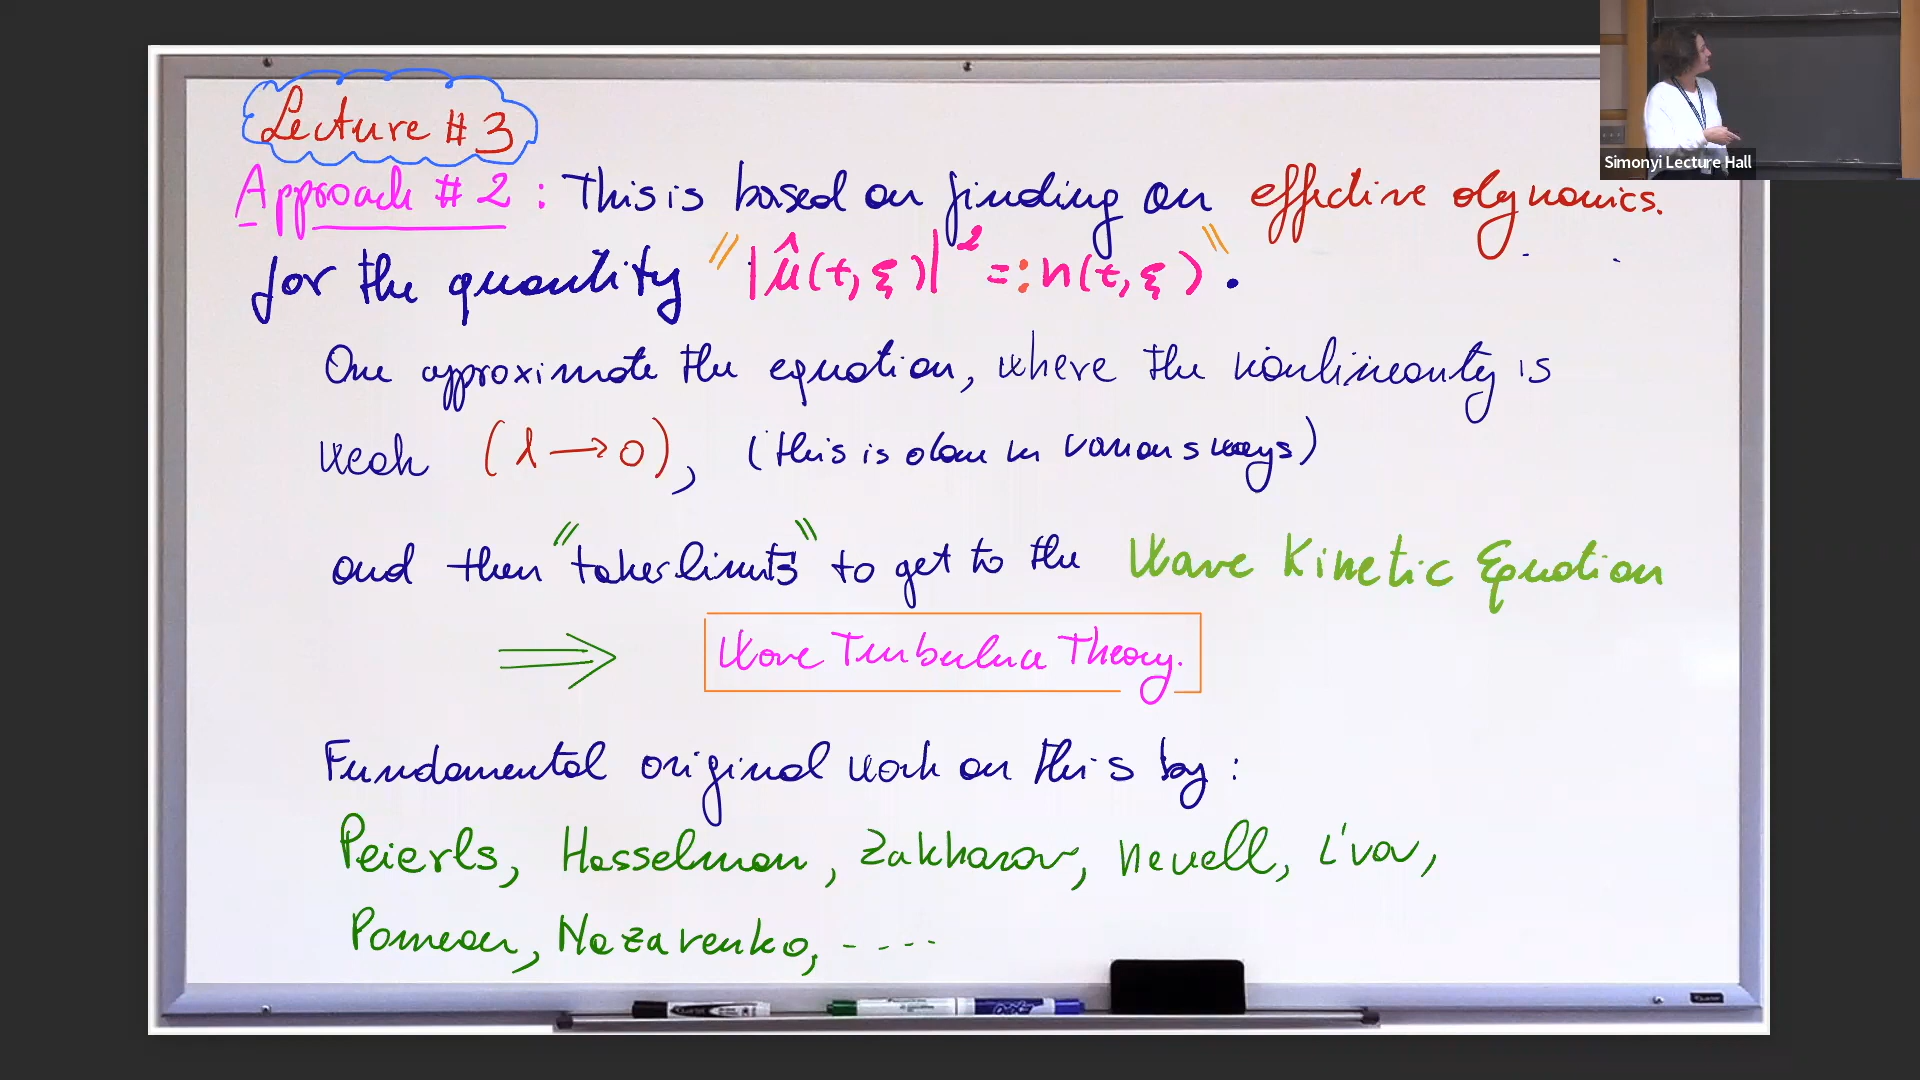 Lecture # 3
Simonyi Lecture Hall
Approach # 2 : This is based on finding an effective dynamics.
for the quantity "|û(t,ξ)|² =: n(t,ξ)".
One approximate the equation, where the nonlinearity is
weak (λ → 0), (this is done in various ways)
and then "takes limits" to get to the Wave Kinetic Equation
⇒ Wave Turbulence Theory.
Fundamental original work on this by :
Peierls, Hasselman, Zakharov, Newell, L'vov,
Pomeau, Nazarenko, ----